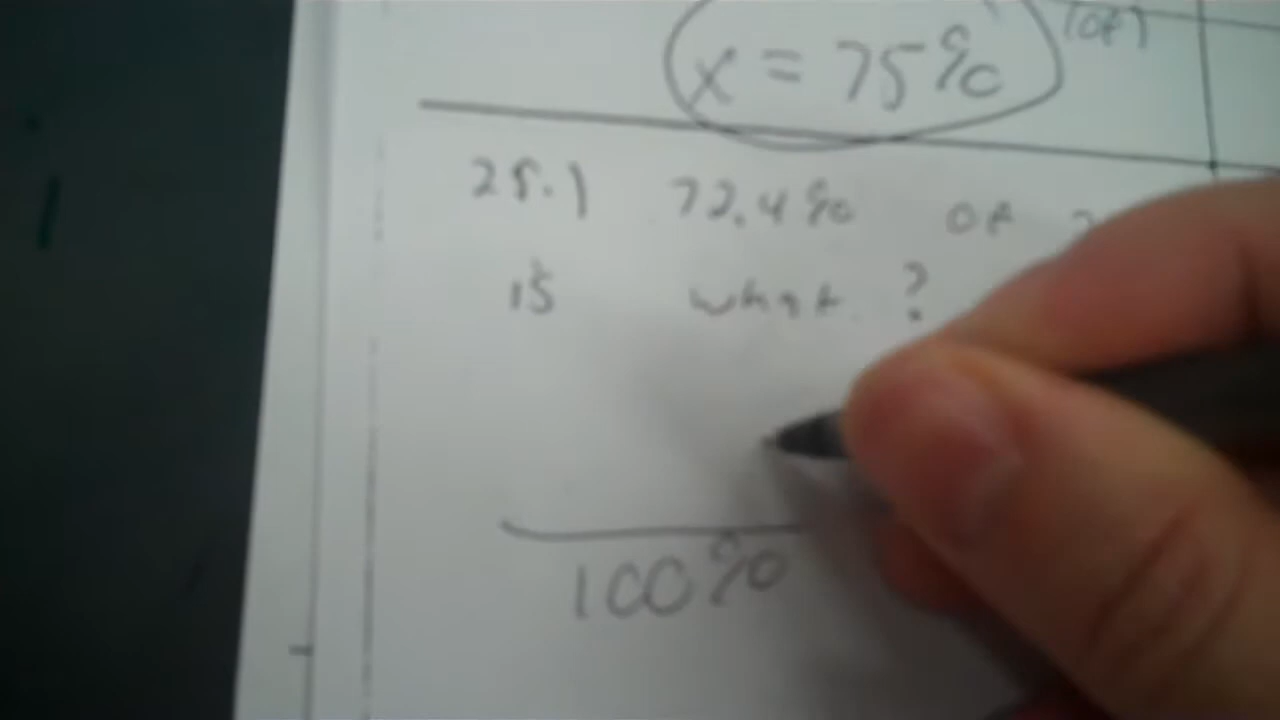 x = 75%
25.1 72.4% of
is what ?
100%